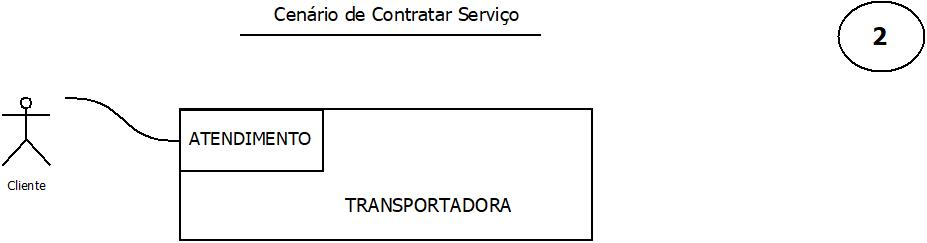 Cenário de Contratar Serviço
2
ATENDIMENTO
Cliente
TRANSPORTADORA